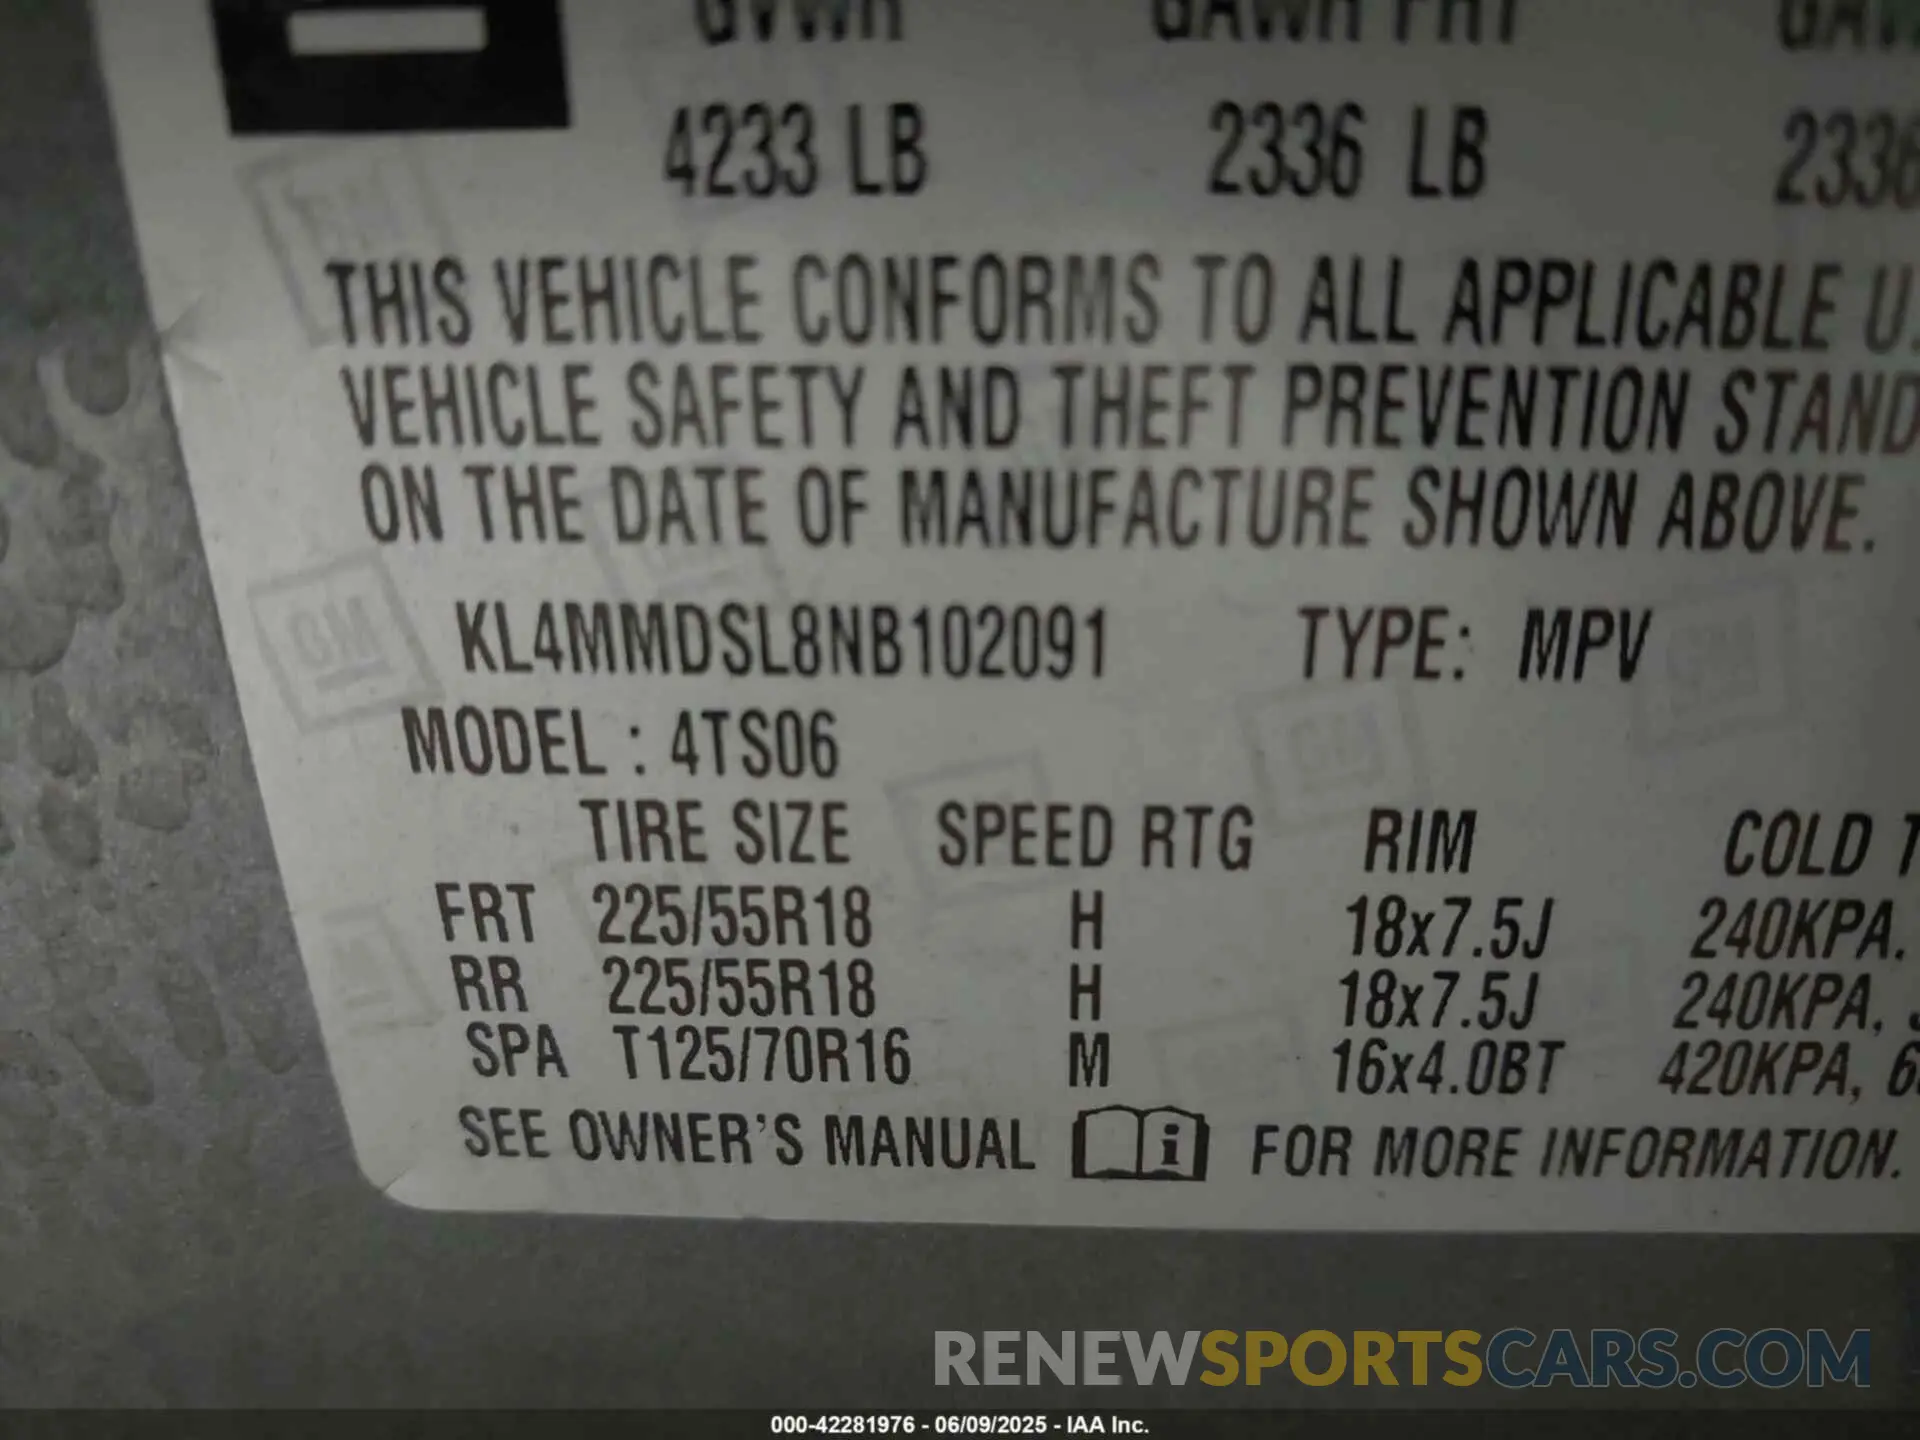 GVWR GAWR FRT
4233 LB 2336 LB 2336
THIS VEHICLE CONFORMS TO ALL APPLICABLE U.
VEHICLE SAFETY AND THEFT PREVENTION STAND
ON THE DATE OF MANUFACTURE SHOWN ABOVE.
KL4MMDSL8NB102091 TYPE: MPV
MODEL : 4TS06
TIRE SIZE SPEED RTG RIM COLD T
FRT 225/55R18 H 18x7.5J 240KPA,
RR 225/55R18 H 18x7.5J 240KPA,
SPA T125/70R16 M 16x4.0BT 420KPA, 6
SEE OWNER'S MANUAL i FOR MORE INFORMATION.
GM
RENEWSPORTSCARS.COM
000-42281976 - 06/09/2025 - IAA Inc.